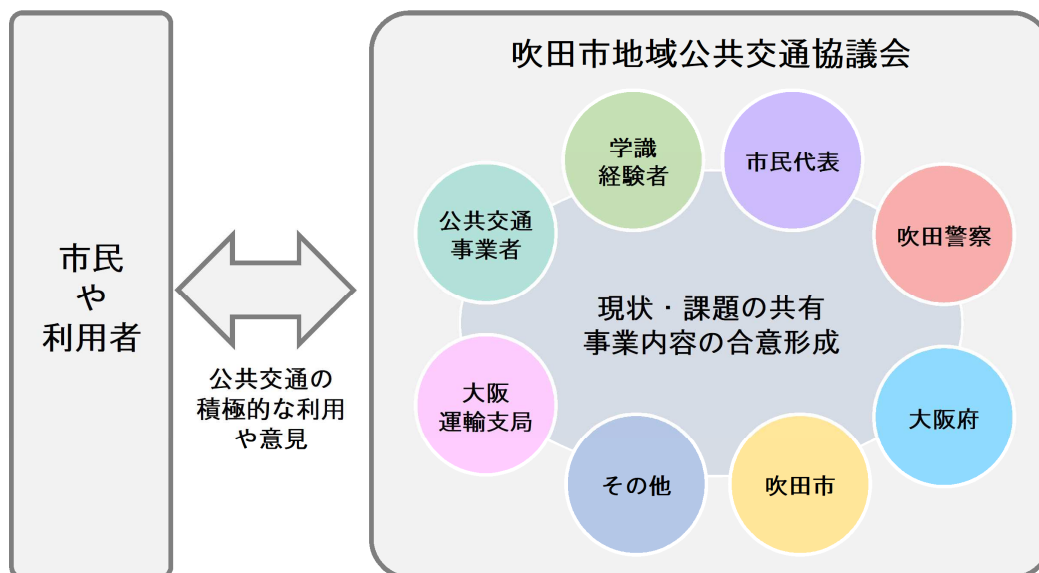 市民
や
利用者
公共交通の
積極的な利用
や意見
吹田市地域公共交通協議会
学識
経験者
市民代表
公共交通
事業者
吹田警察
現状・課題の共有
事業内容の合意形成
大阪
運輸支局
大阪府
その他
吹田市